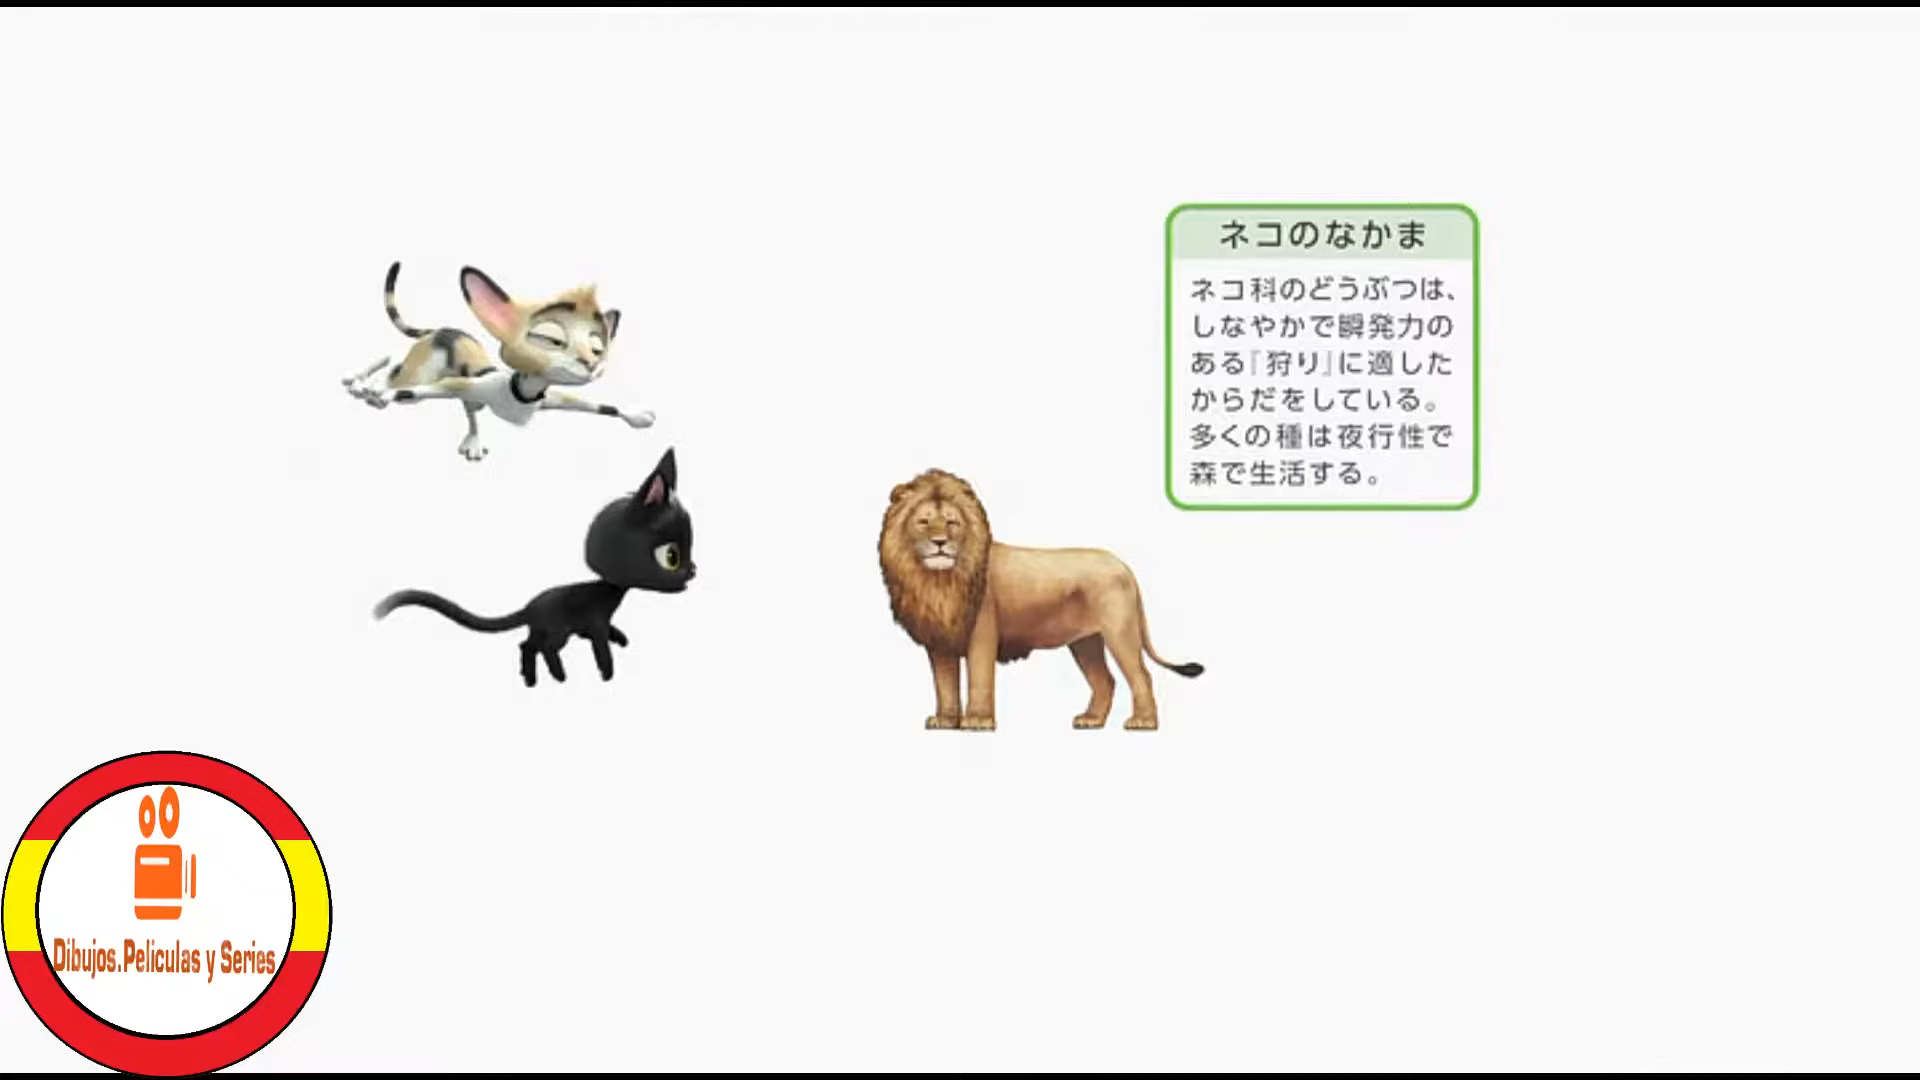 ネコのなかま
ネコ科のどうぶつは、
しなやかで瞬発力の
ある『狩り』に適した
からだをしている。
多くの種は夜行性で
森で生活する。
Dibujos.Peliculas y Series